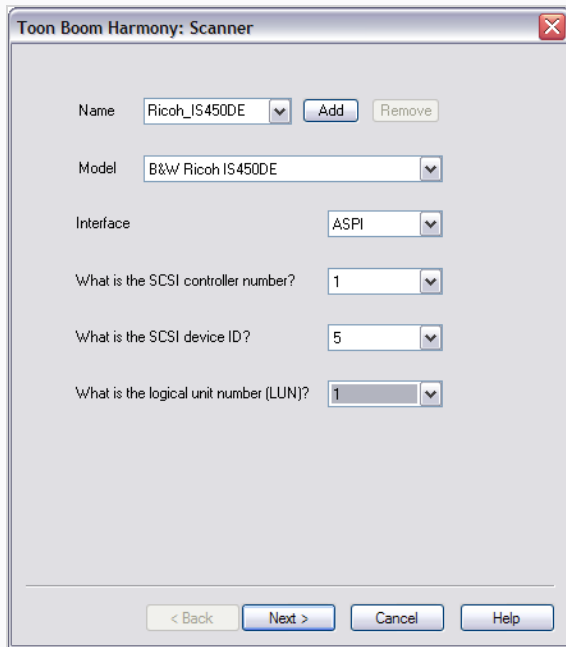 Toon Boom Harmony: Scanner
Name Ricoh_IS450DE Add Remove
Model B&W Ricoh IS450DE
Interface ASPI
What is the SCSI controller number? 1
What is the SCSI device ID? 5
What is the logical unit number (LUN)? 1
< Back Next > Cancel Help